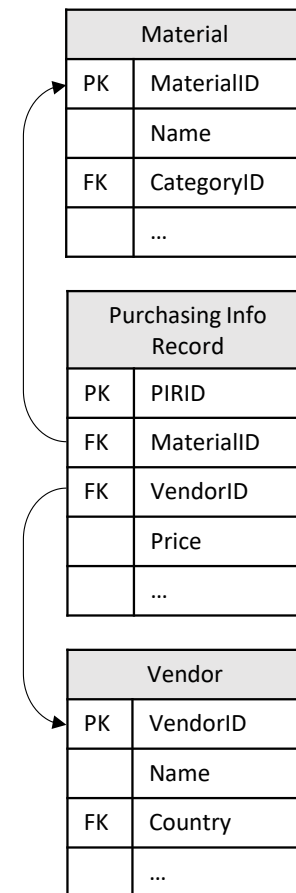 Material
PK MaterialID
Name
FK CategoryID
...
Purchasing Info
Record
PK PIRID
FK MaterialID
FK VendorID
Price
...
Vendor
PK VendorID
Name
FK Country
...